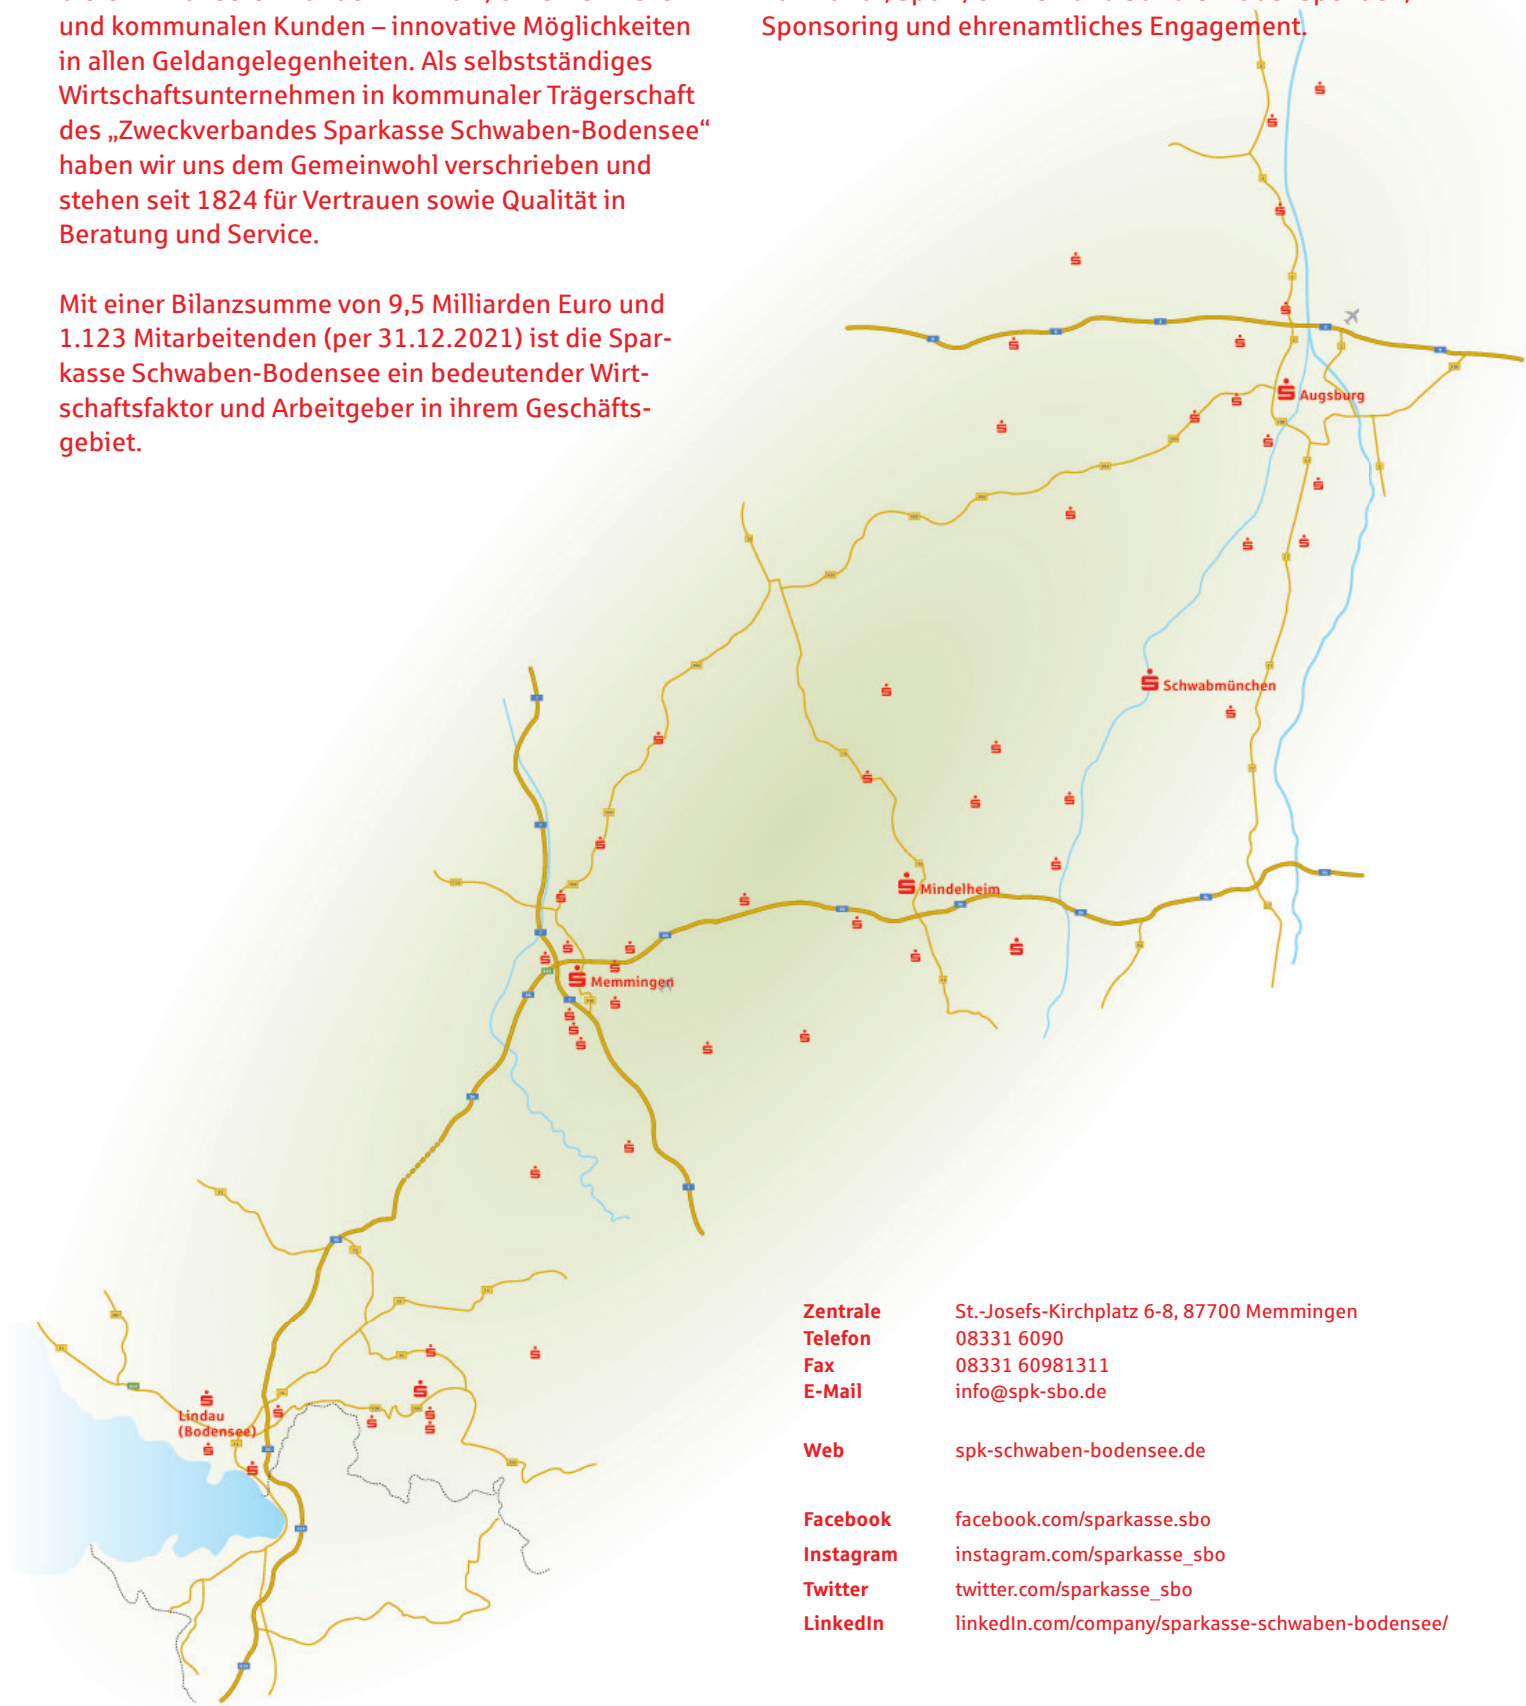 und kommunalen Kunden – innovative Möglichkeiten
in allen Geldangelegenheiten. Als selbstständiges
Wirtschaftsunternehmen in kommunaler Trägerschaft
des „Zweckverbandes Sparkasse Schwaben-Bodensee“
haben wir uns dem Gemeinwohl verschrieben und
stehen seit 1824 für Vertrauen sowie Qualität in
Beratung und Service.
Mit einer Bilanzsumme von 9,5 Milliarden Euro und
1.123 Mitarbeitenden (per 31.12.2021) ist die Spar-
kasse Schwaben-Bodensee ein bedeutender Wirt-
schaftsfaktor und Arbeitgeber in ihrem Geschäfts-
gebiet.
Sponsoring und ehrenamtliches Engagement.
Augsburg
Schwabmünchen
Mindelheim
Memmingen
Lindau
(Bodensee)
Zentrale St.-Josefs-Kirchplatz 6-8, 87700 Memmingen
Telefon 08331 6090
Fax 08331 60981311
E-Mail info@spk-sbo.de
Web spk-schwaben-bodensee.de
Facebook facebook.com/sparkasse.sbo
Instagram instagram.com/sparkasse_sbo
Twitter twitter.com/sparkasse_sbo
LinkedIn linkedIn.com/company/sparkasse-schwaben-bodensee/